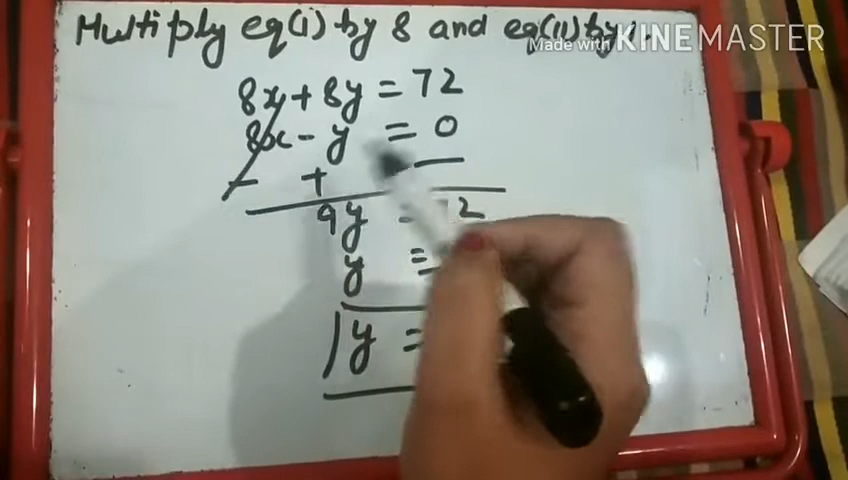 Multiply eq(i) by 8 and eq(ii) by
Made with KINEMASTER
8x + 8y = 72
8x - y = 0
- + -
9y = 72
y =
y =